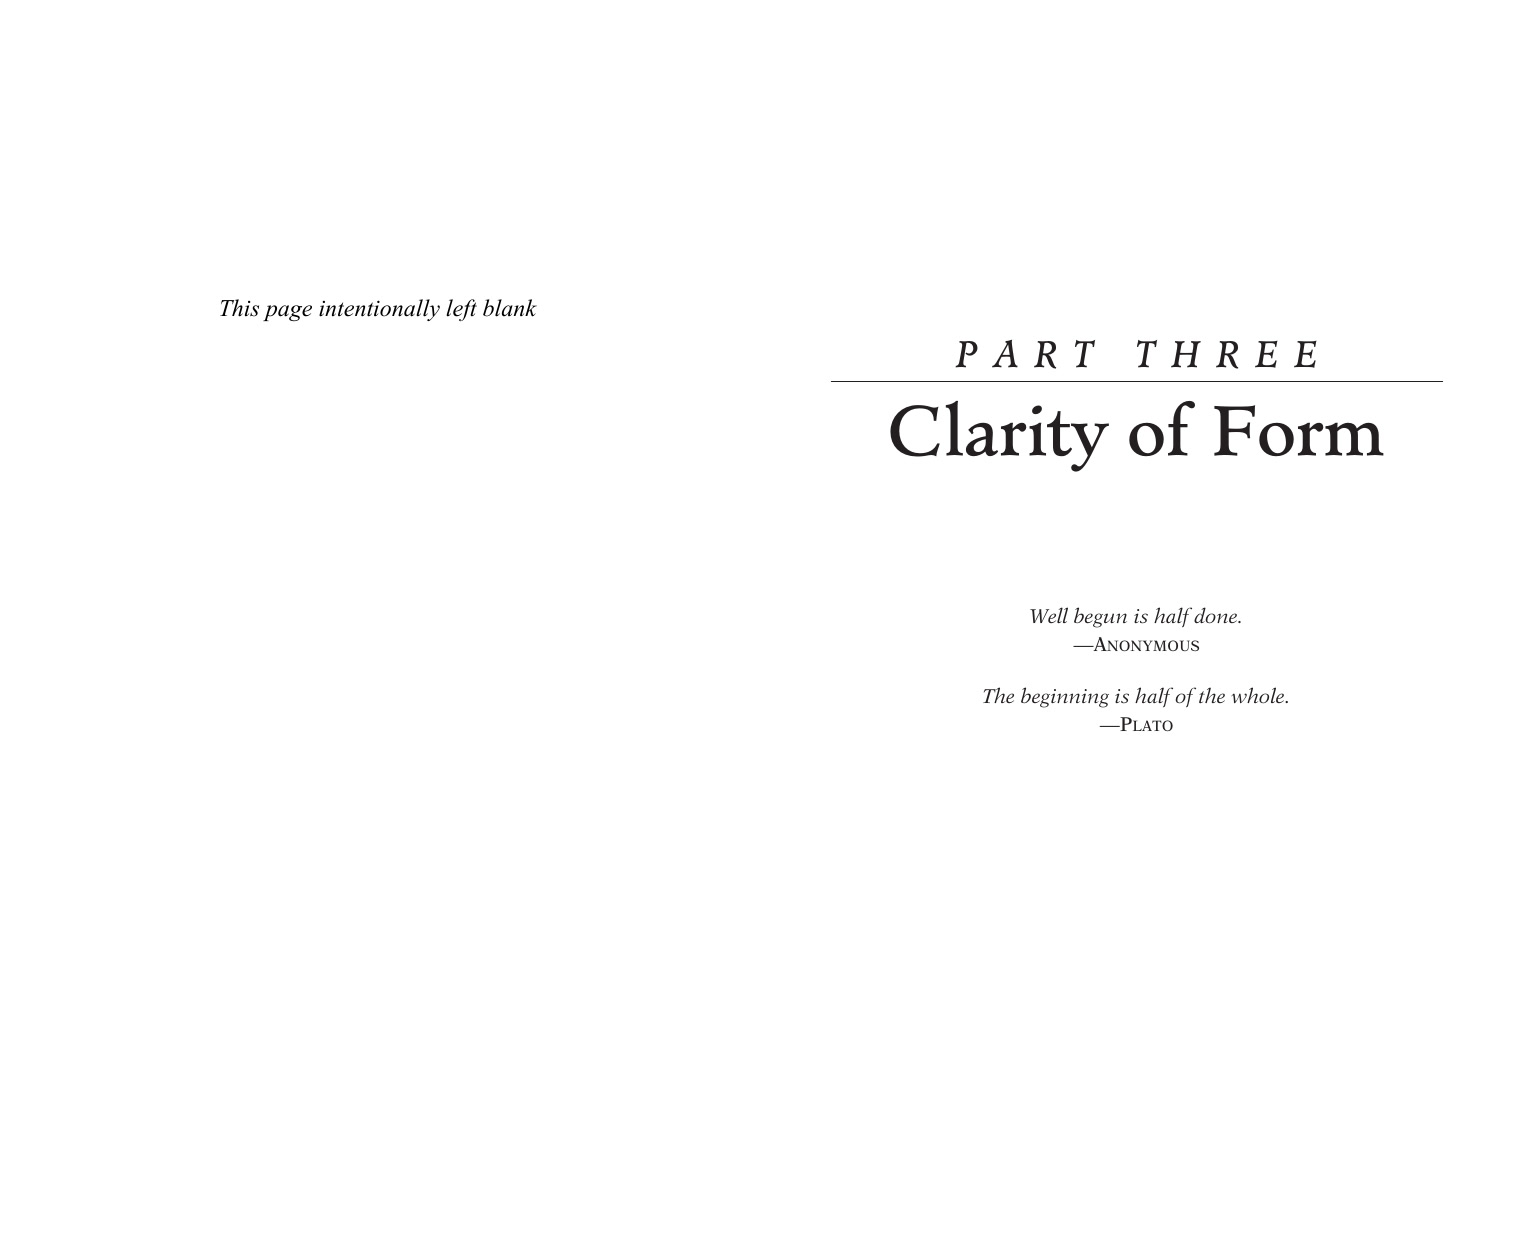 This page intentionally left blank
PART THREE
Clarity of Form
Well begun is half done.
—Anonymous
The beginning is half of the whole.
—Plato